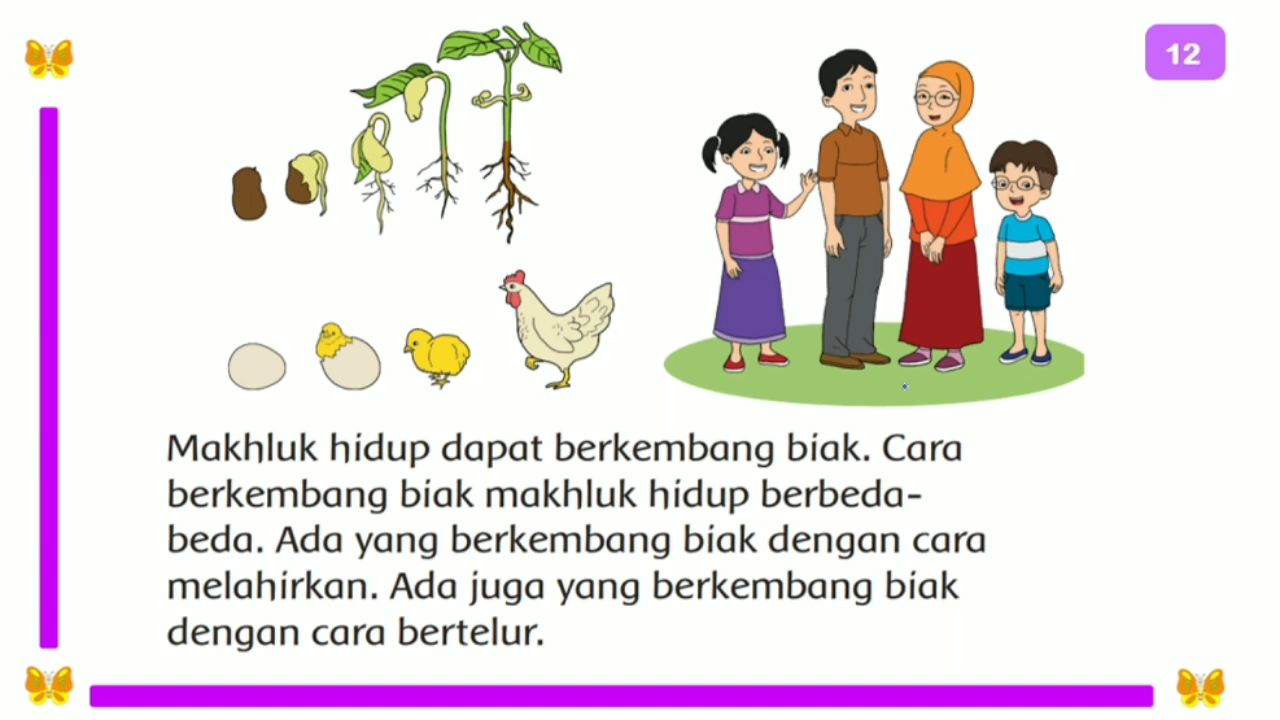 12
Makhluk hidup dapat berkembang biak. Cara
berkembang biak makhluk hidup berbeda-
beda. Ada yang berkembang biak dengan cara
melahirkan. Ada juga yang berkembang biak
dengan cara bertelur.